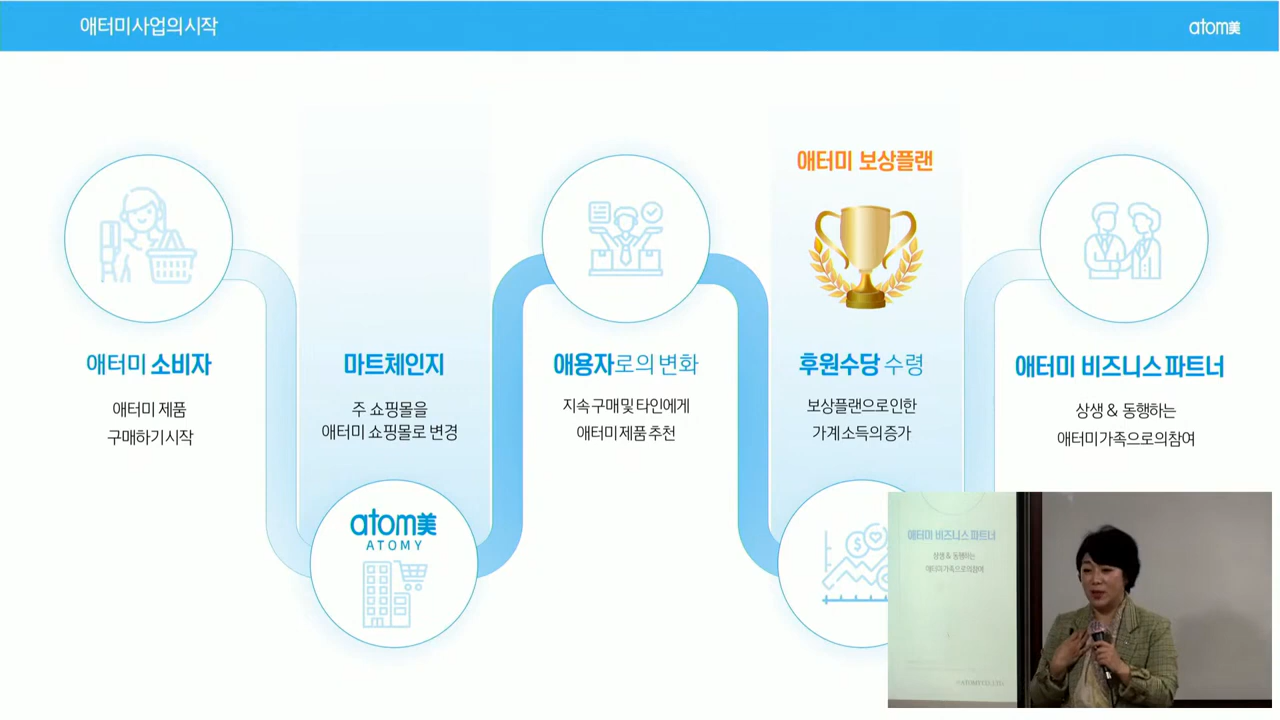 애터미사업의시작
atom美
애터미 소비자
애터미 제품
구매하기시작
마트체인지
주 쇼핑몰을
애터미 쇼핑몰로 변경
atom美
ATOMY
애용자로의 변화
지속구매및타인에게
애터미제품 추천
애터미 보상플랜
후원수당 수령
보상플랜으로인한
가계소득의증가
$
애터미 비즈니스파트너
상생 & 동행하는
애터미가족으로의참여
애터미 비즈니스파트너
상생 & 동행하는
애터미가족으로의참여